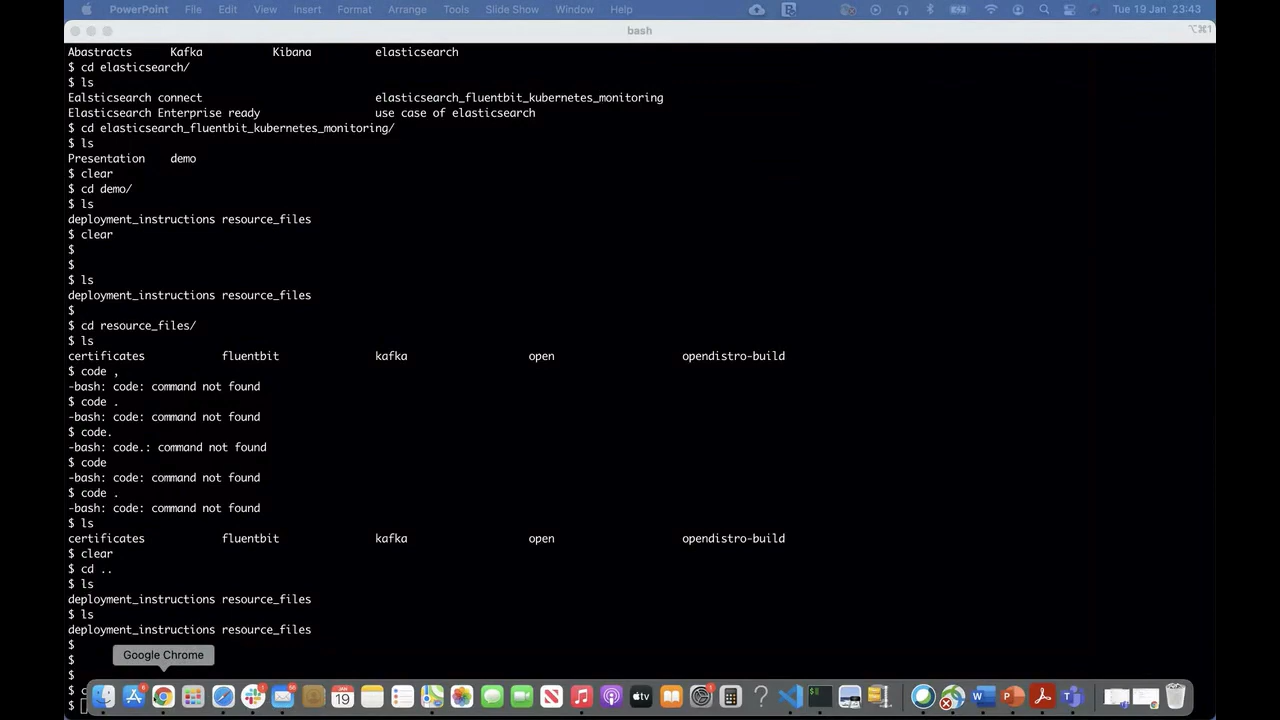 PowerPoint File Edit View Insert Format Arrange Tools Slide Show Window Help Tue 19 Jan 23:43
bash ⌥⌘1
Abstracts Kafka Kibana elasticsearch
$ cd elasticsearch/
$ ls
Ealsticsearch connect elasticsearch_fluentbit_kubernetes_monitoring
Elasticsearch Enterprise ready use case of elasticsearch
$ cd elasticsearch_fluentbit_kubernetes_monitoring/
$ ls
Presentation demo
$ clear
$ cd demo/
$ ls
deployment_instructions resource_files
$ clear
$
$
$ ls
deployment_instructions resource_files
$
$ cd resource_files/
$ ls
certificates fluentbit kafka open opendistro-build
$ code ,
-bash: code: command not found
$ code .
-bash: code: command not found
$ code.
-bash: code.: command not found
$ code
-bash: code: command not found
$ code .
-bash: code: command not found
$ ls
certificates fluentbit kafka open opendistro-build
$ clear
$ cd ..
$ ls
deployment_instructions resource_files
$ ls
deployment_instructions resource_files
$
$
$
Google Chrome
$
$
JAN
19
tv